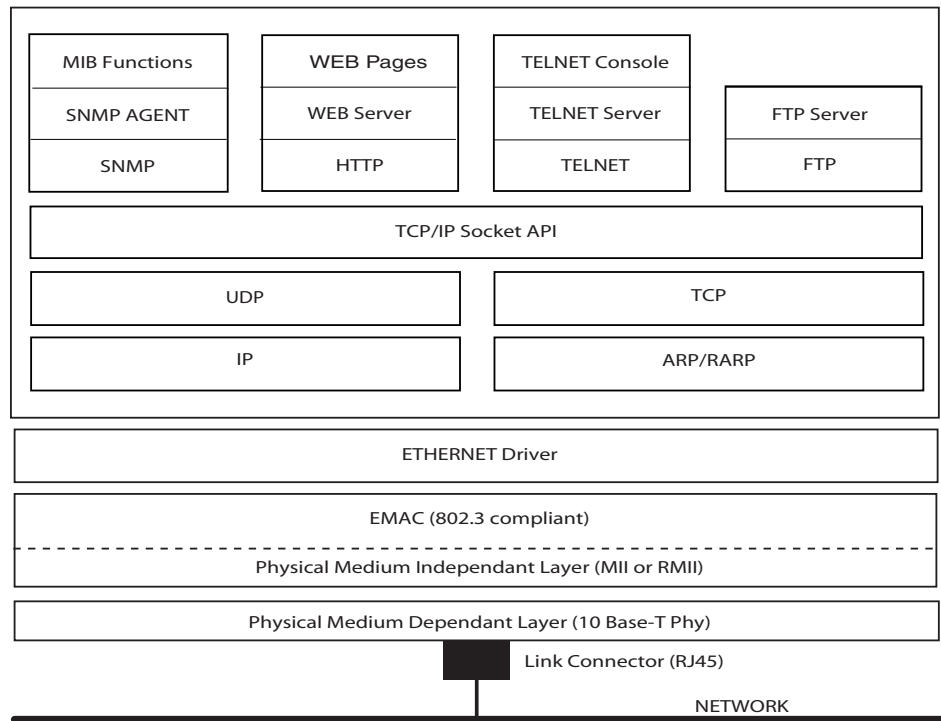 MIB Functions
SNMP AGENT
SNMP
WEB Pages
WEB Server
HTTP
TELNET Console
TELNET Server
TELNET
FTP Server
FTP
TCP/IP Socket API
UDP
TCP
IP
ARP/RARP
ETHERNET Driver
EMAC (802.3 compliant)
Physical Medium Independant Layer (MII or RMII)
Physical Medium Dependant Layer (10 Base-T Phy)
Link Connector (RJ45)
NETWORK